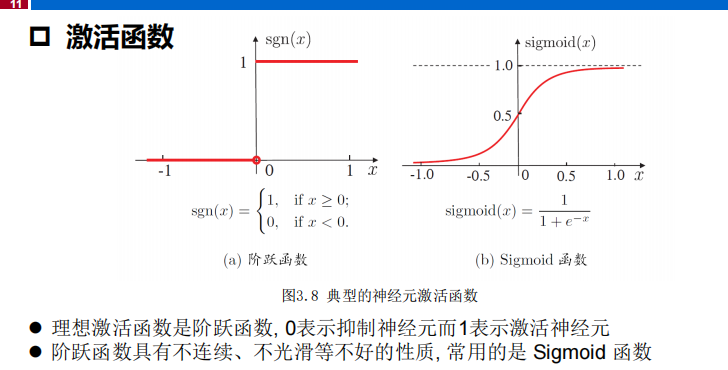 11
激活函数
sgn(x)
1
-1
0
1
x
sgn(x) = {1, if x ≥ 0; 0, if x < 0.
(a) 阶跃函数
sigmoid(x)
1.0
0.5
-1.0
-0.5
0
0.5
1.0
x
sigmoid(x) = 1 / (1 + e^{-x})
(b) Sigmoid 函数
图3.8 典型的神经元激活函数
● 理想激活函数是阶跃函数, 0表示抑制神经元而1表示激活神经元
● 阶跃函数具有不连续、不光滑等不好的性质, 常用的是 Sigmoid 函数